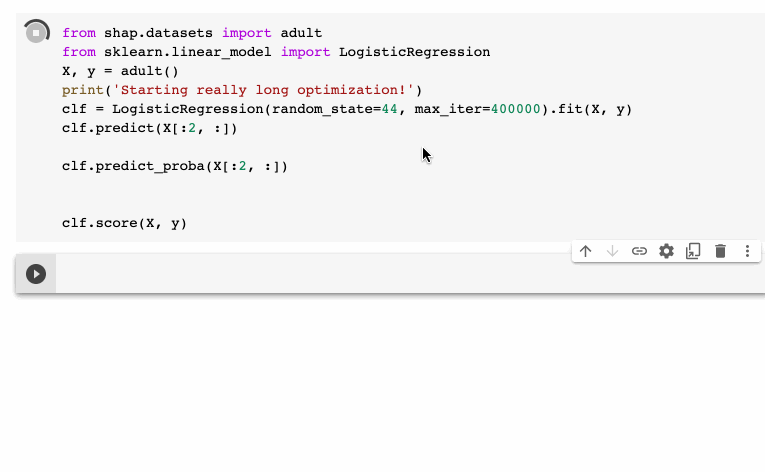 from shap.datasets import adult
from sklearn.linear_model import LogisticRegression
X, y = adult()
print('Starting really long optimization!')
clf = LogisticRegression(random_state=44, max_iter=400000).fit(X, y)
clf.predict(X[:2, :])
clf.predict_proba(X[:2, :])
clf.score(X, y)